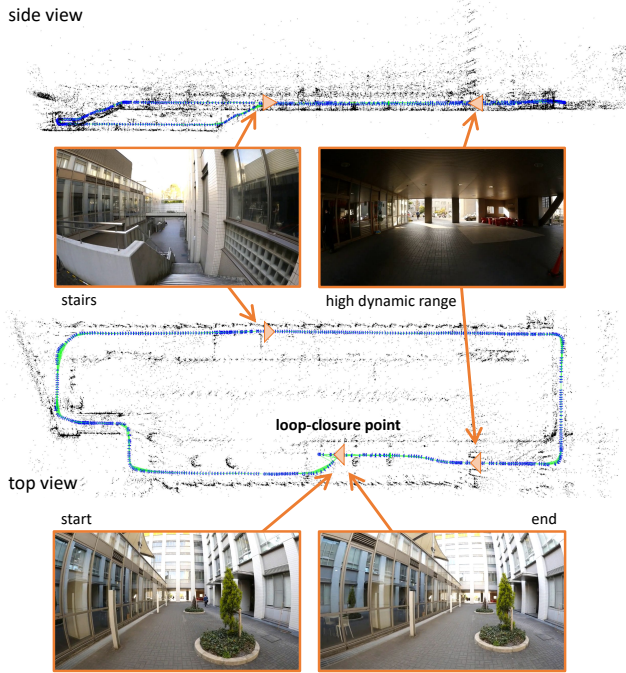 side view
stairs
high dynamic range
loop-closure point
top view
start
end